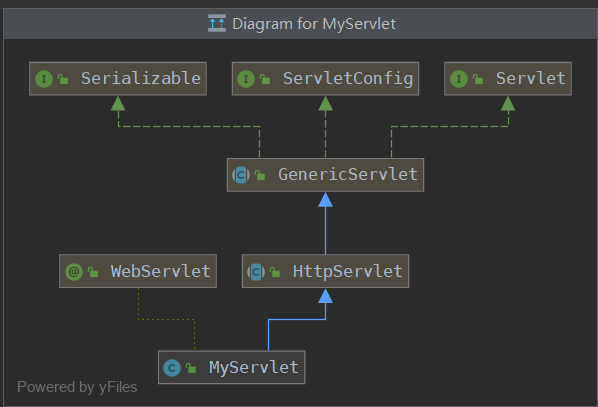 Diagram for MyServlet
I Serializable
I ServletConfig
I Servlet
C GenericServlet
@ WebServlet
C HttpServlet
C MyServlet
Powered by yFiles